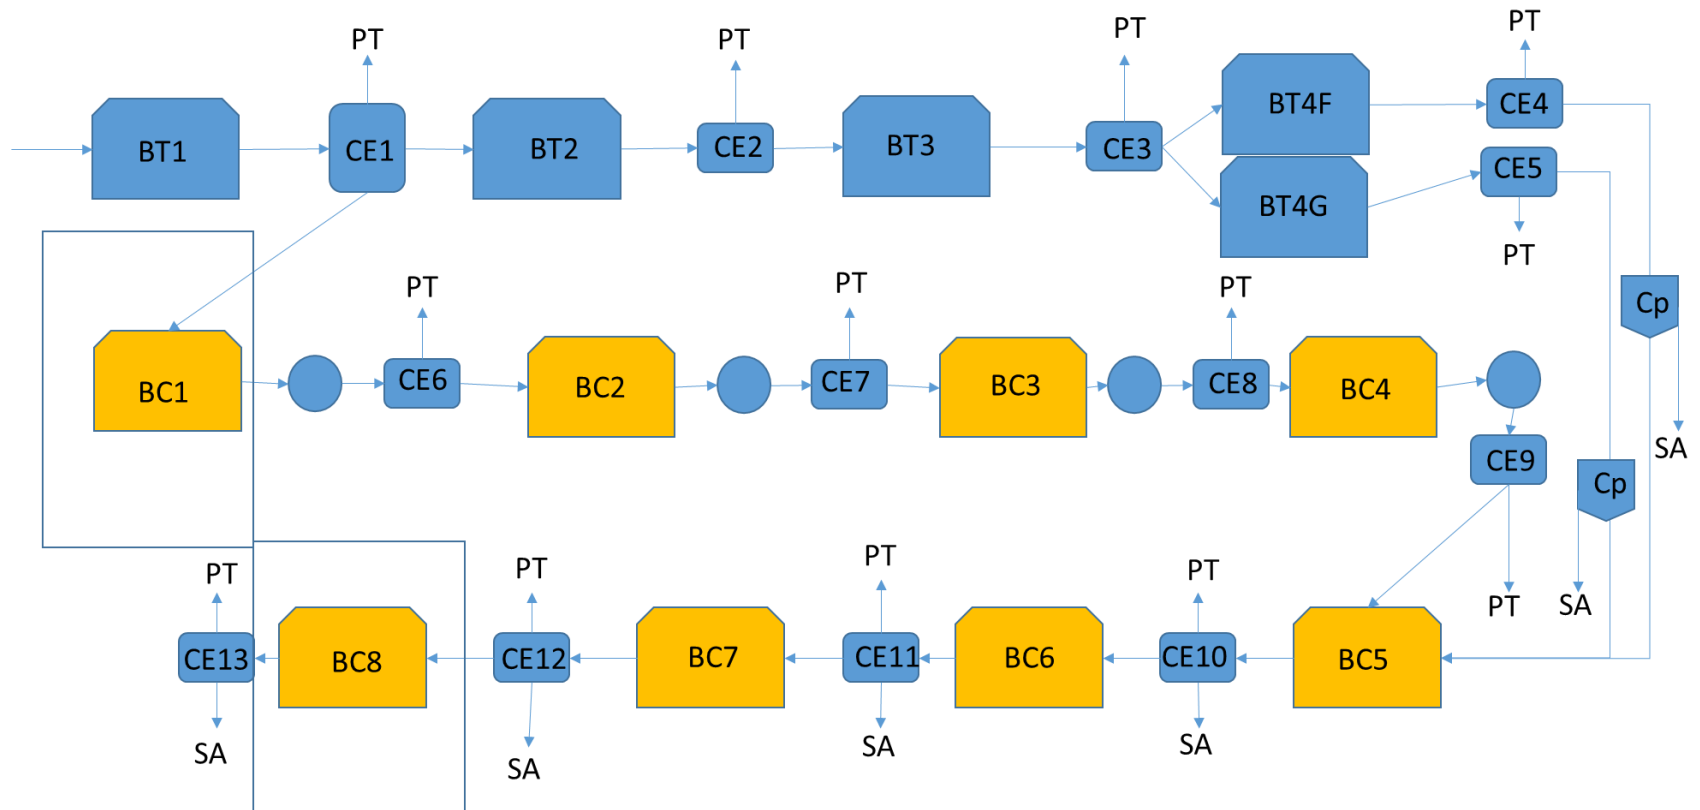 PT
PT
PT
PT
BT1
CE1
BT2
CE2
BT3
CE3
BT4F
CE4
BT4G
CE5
PT
PT
PT
PT
Cp
BC1
CE6
BC2
CE7
BC3
CE8
BC4
CE9
SA
Cp
PT
PT
PT
PT
PT
SA
CE13
BC8
CE12
BC7
CE11
BC6
CE10
BC5
SA
SA
SA
SA